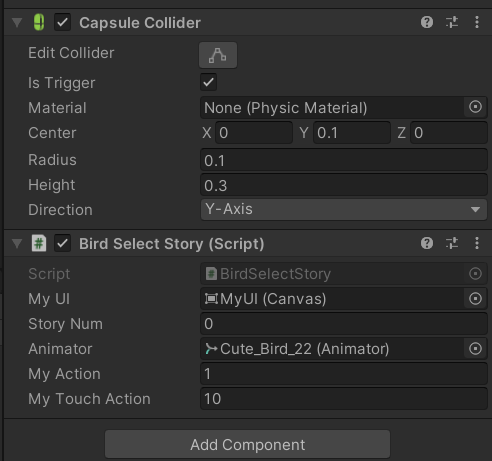 Capsule Collider
Edit Collider
Is Trigger
Material None (Physic Material)
Center X 0 Y 0.1 Z 0
Radius 0.1
Height 0.3
Direction Y-Axis
# Bird Select Story (Script)
Script # BirdSelectStory
My UI MyUI (Canvas)
Story Num 0
Animator Cute_Bird_22 (Animator)
My Action 1
My Touch Action 10
Add Component